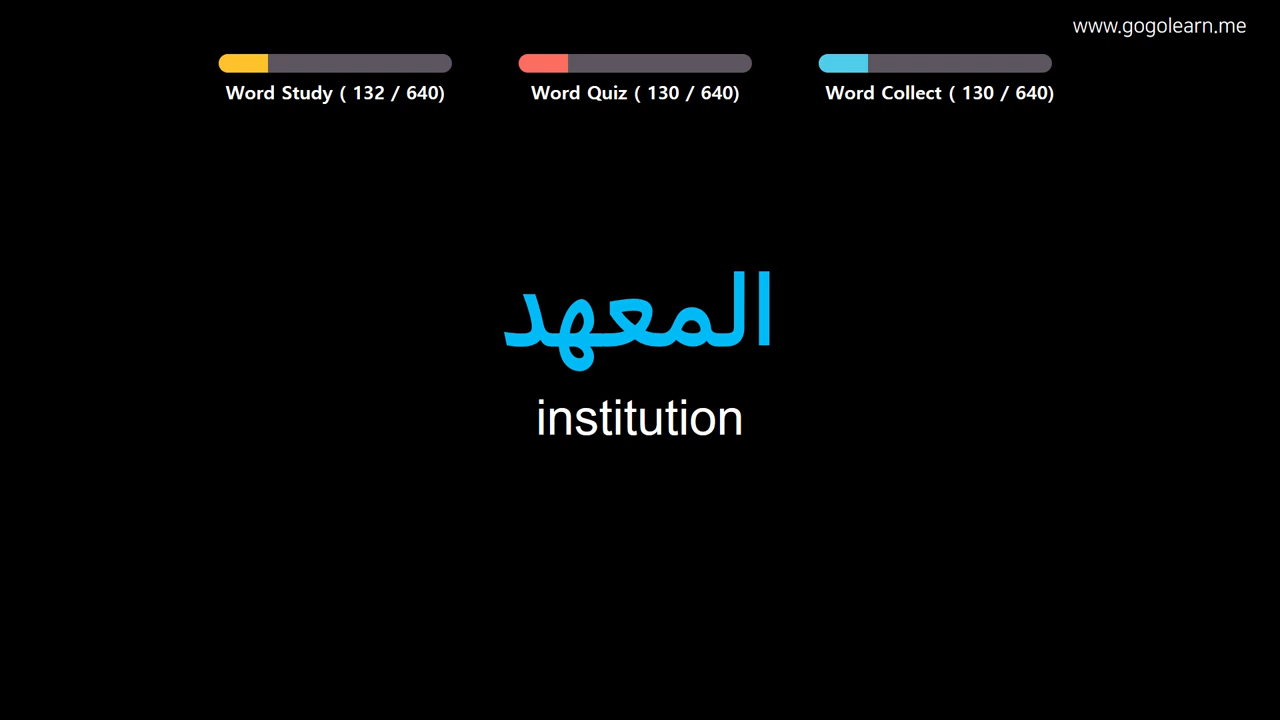 www.gogolearn.me
Word Study ( 132 / 640)
Word Quiz ( 130 / 640)
Word Collect ( 130 / 640)
المعهد
institution